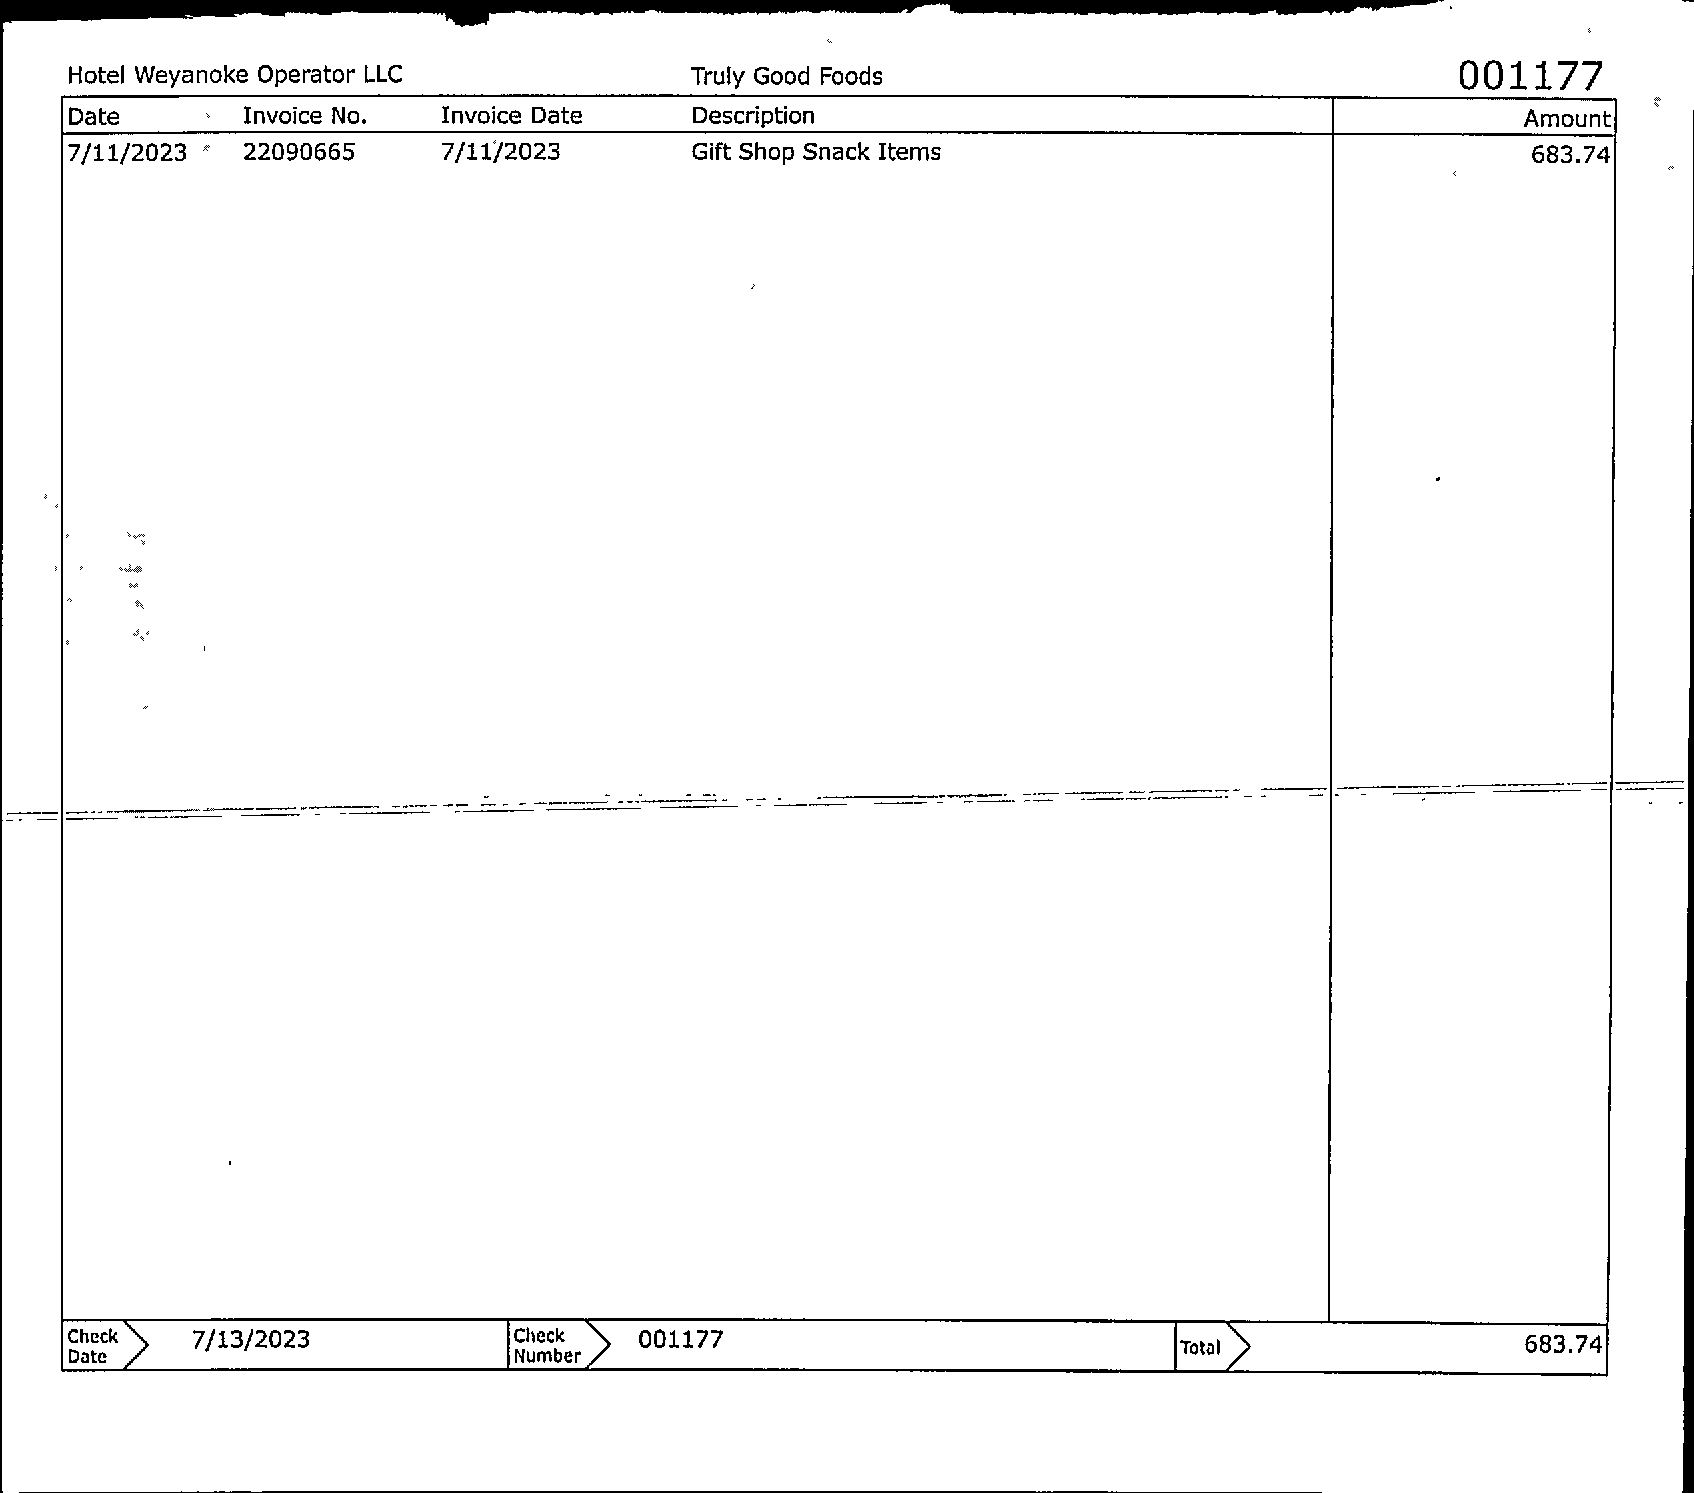 Hotel Weyanoke Operator LLC Truly Good Foods 001177
Date Invoice No. Invoice Date Description Amount
7/11/2023 22090665 7/11/2023 Gift Shop Snack Items 683.74
Check Date 7/13/2023 Check Number 001177 Total 683.74